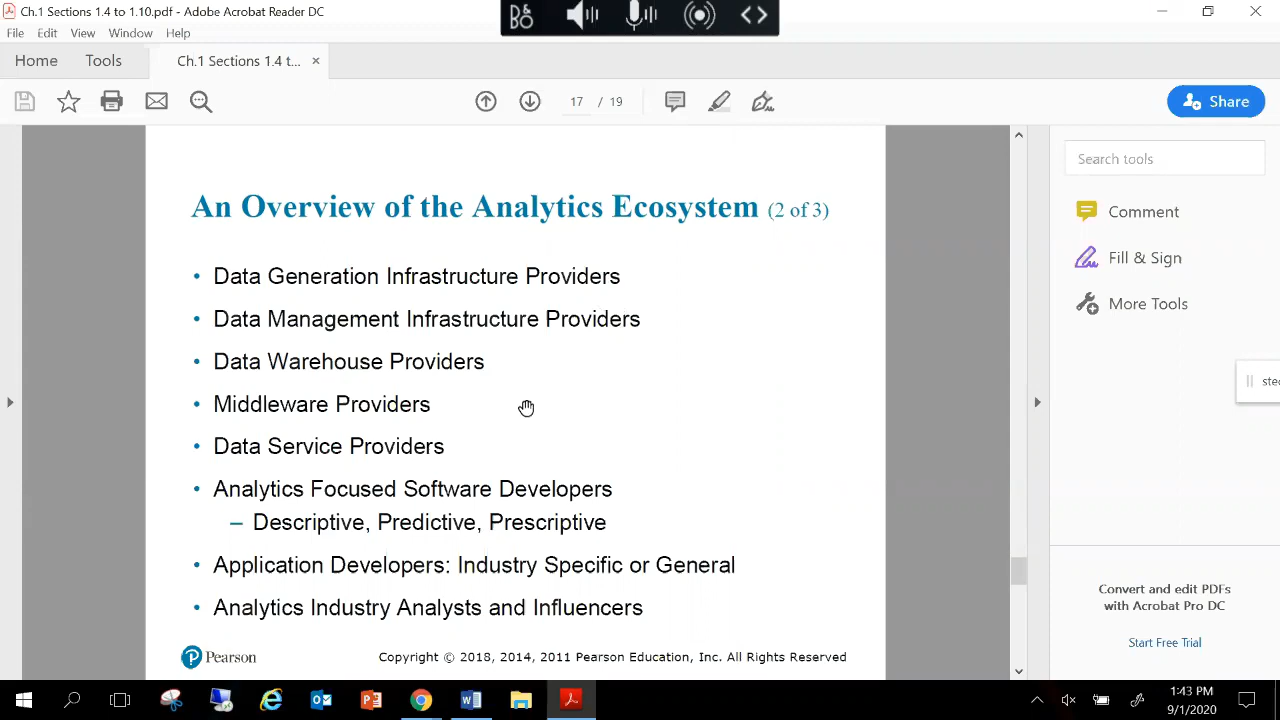 Ch.1 Sections 1.4 to 1.10.pdf - Adobe Acrobat Reader DC
File Edit View Window Help
Home Tools Ch.1 Sections 1.4 t... ×
17 / 19
Share
Search tools
Comment
Fill & Sign
More Tools
An Overview of the Analytics Ecosystem (2 of 3)
• Data Generation Infrastructure Providers
• Data Management Infrastructure Providers
• Data Warehouse Providers
• Middleware Providers
• Data Service Providers
• Analytics Focused Software Developers
– Descriptive, Predictive, Prescriptive
• Application Developers: Industry Specific or General
• Analytics Industry Analysts and Influencers
Pearson
Copyright © 2018, 2014, 2011 Pearson Education, Inc. All Rights Reserved
Convert and edit PDFs
with Acrobat Pro DC
Start Free Trial
1:43 PM
9/1/2020